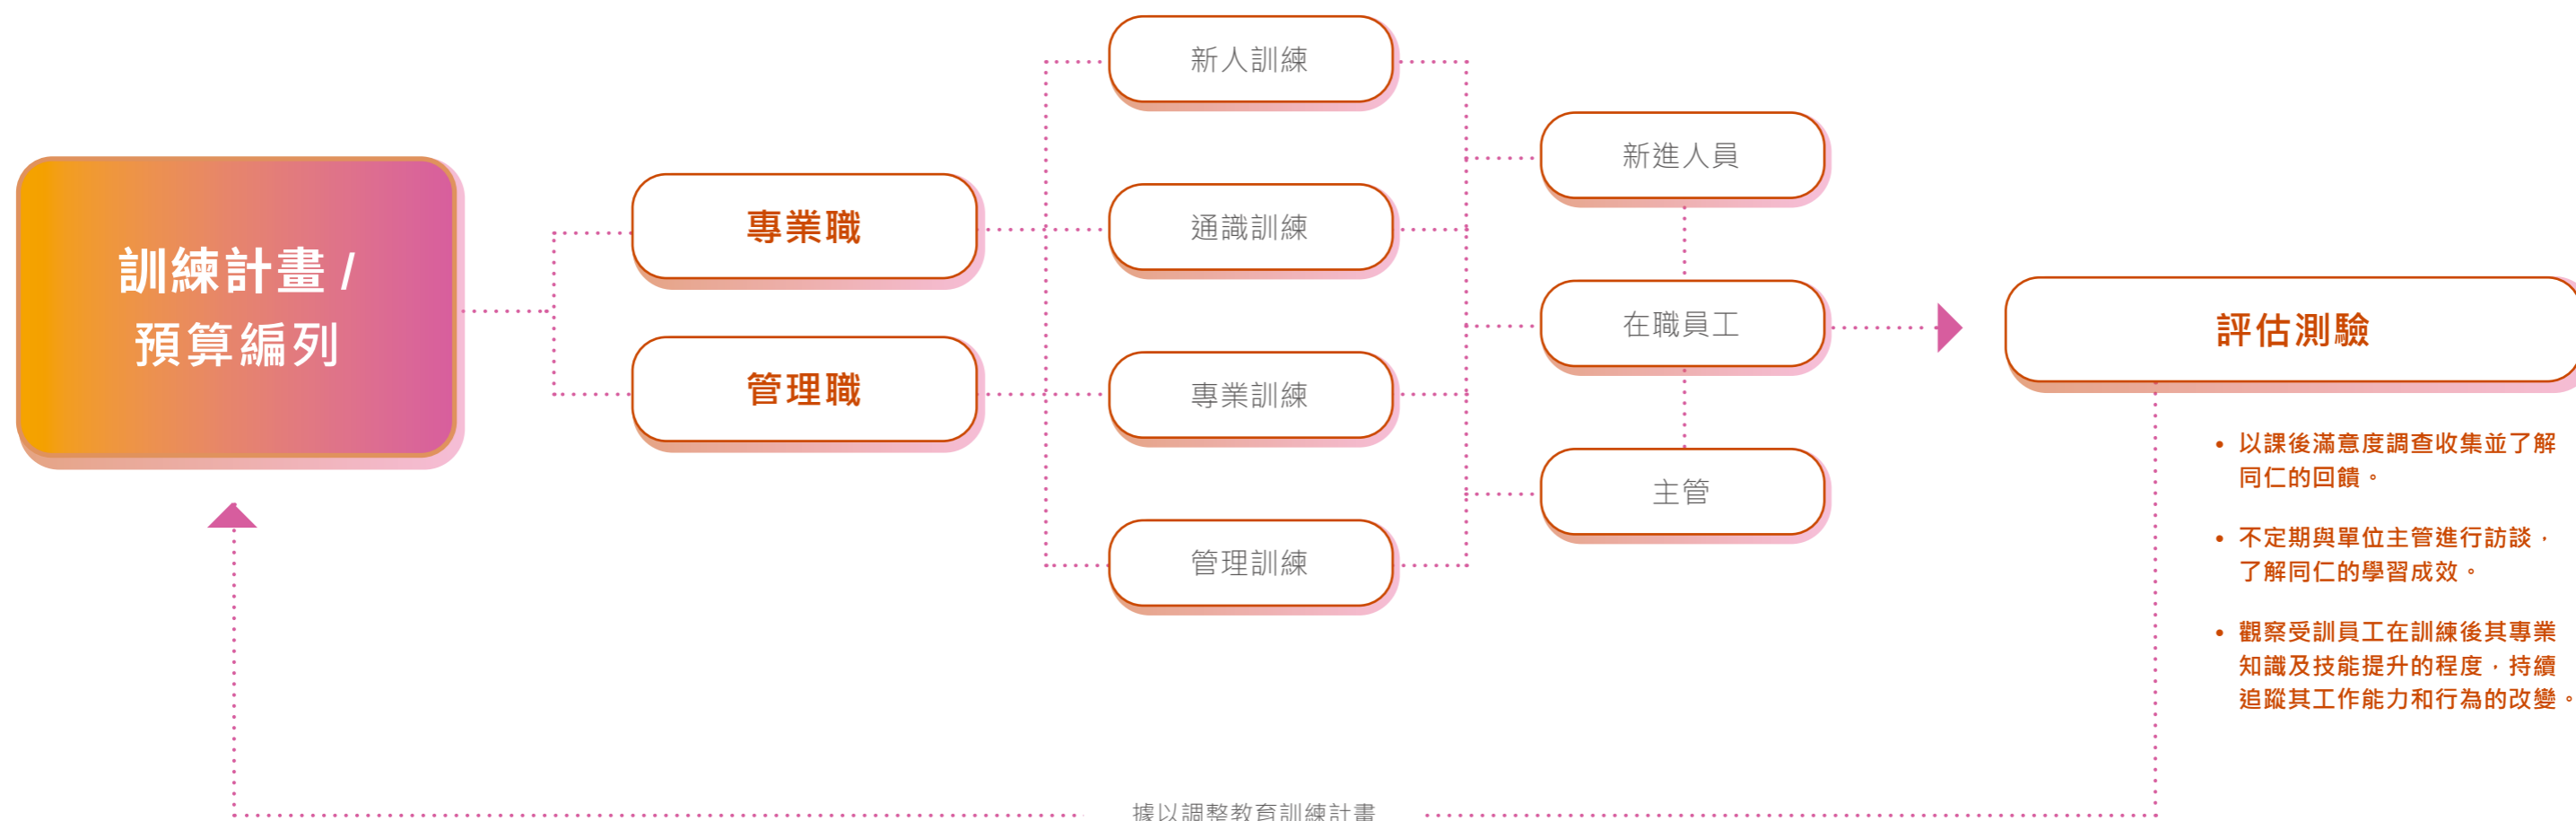 訓練計畫 /
預算編列
專業職
管理職
新人訓練
通識訓練
專業訓練
管理訓練
新進人員
在職員工
主管
評估測驗
• 以課後滿意度調查收集並了解
同仁的回饋。
• 不定期與單位主管進行訪談，
了解同仁的學習成效。
• 觀察受訓員工在訓練後其專業
知識及技能提升的程度，持續
追蹤其工作能力和行為的改變。
據以調整教育訓練計畫